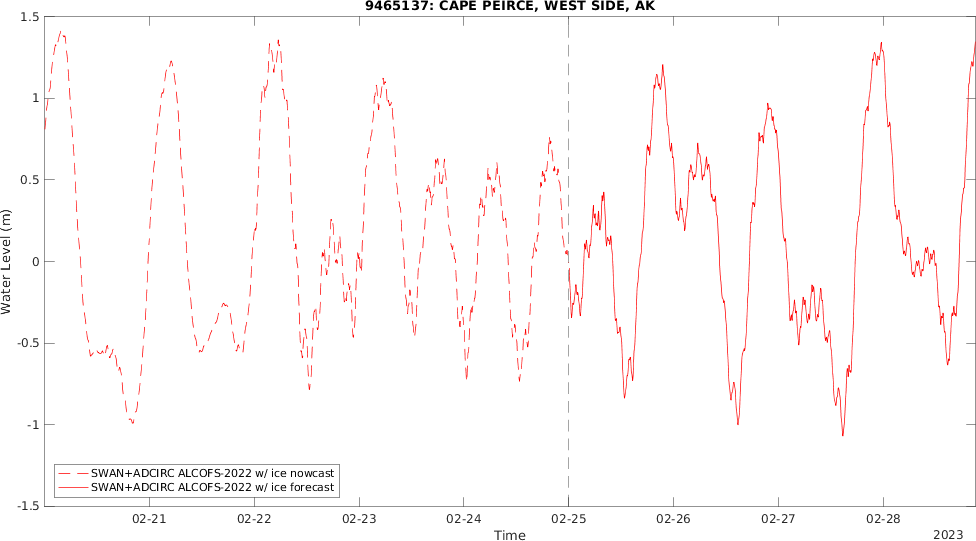 9465137: CAPE PEIRCE, WEST SIDE, AK
1.5
1
0.5
0
-0.5
-1
-1.5
Water Level (m)
SWAN+ADCIRC ALCOFS-2022 w/ ice nowcast
SWAN+ADCIRC ALCOFS-2022 w/ ice forecast
02-21 02-22 02-23 02-24 02-25 02-26 02-27 02-28
Time
2023